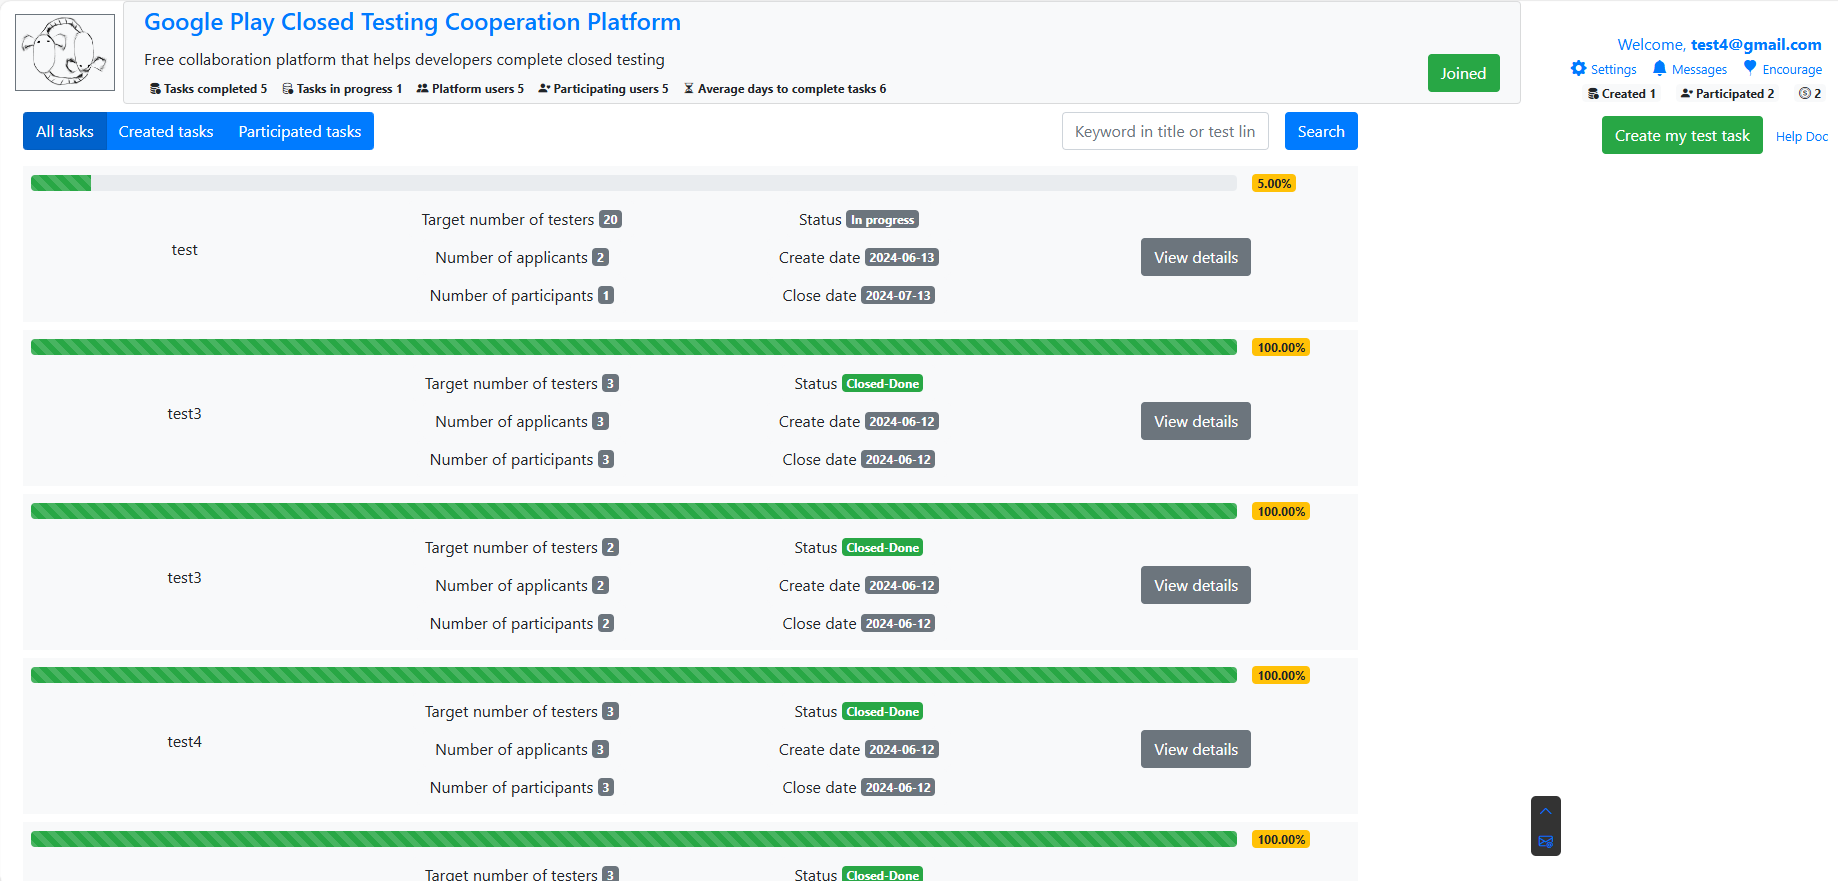 Google Play Closed Testing Cooperation Platform
Free collaboration platform that helps developers complete closed testing
Tasks completed 5 Tasks in progress 1 Platform users 5 Participating users 5 Average days to complete tasks 6
Joined
Welcome, test4@gmail.com
Settings Messages Encourage
Created 1 Participated 2 2
All tasks Created tasks Participated tasks
Keyword in title or test lin Search
Create my test task Help Doc
5.00%
test
Target number of testers 20
Number of applicants 2
Number of participants 1
Status In progress
Create date 2024-06-13
Close date 2024-07-13
View details
100.00%
test3
Target number of testers 3
Number of applicants 3
Number of participants 3
Status Closed-Done
Create date 2024-06-12
Close date 2024-06-12
View details
100.00%
test3
Target number of testers 2
Number of applicants 2
Number of participants 2
Status Closed-Done
Create date 2024-06-12
Close date 2024-06-12
View details
100.00%
test4
Target number of testers 3
Number of applicants 3
Number of participants 3
Status Closed-Done
Create date 2024-06-12
Close date 2024-06-12
View details
100.00%
Target number of testers 3
Status Closed-Done